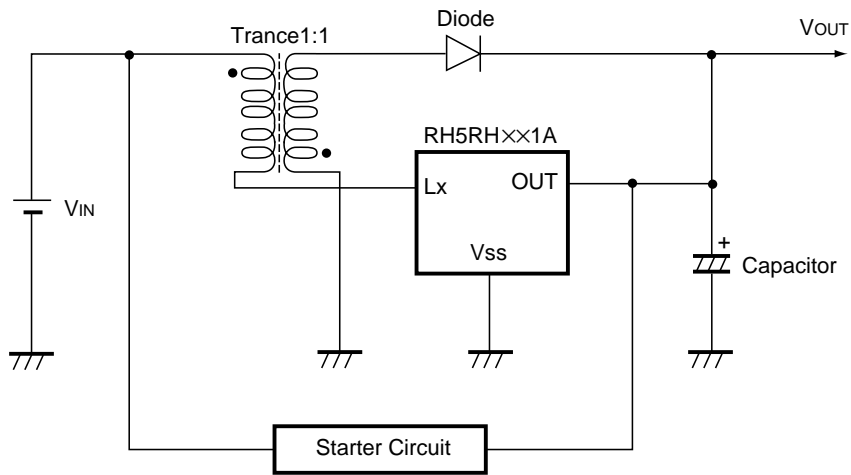 Diode
VOUT
Trance1:1
RH5RH××1A
Lx
OUT
VIN
Vss
+
Capacitor
Starter Circuit